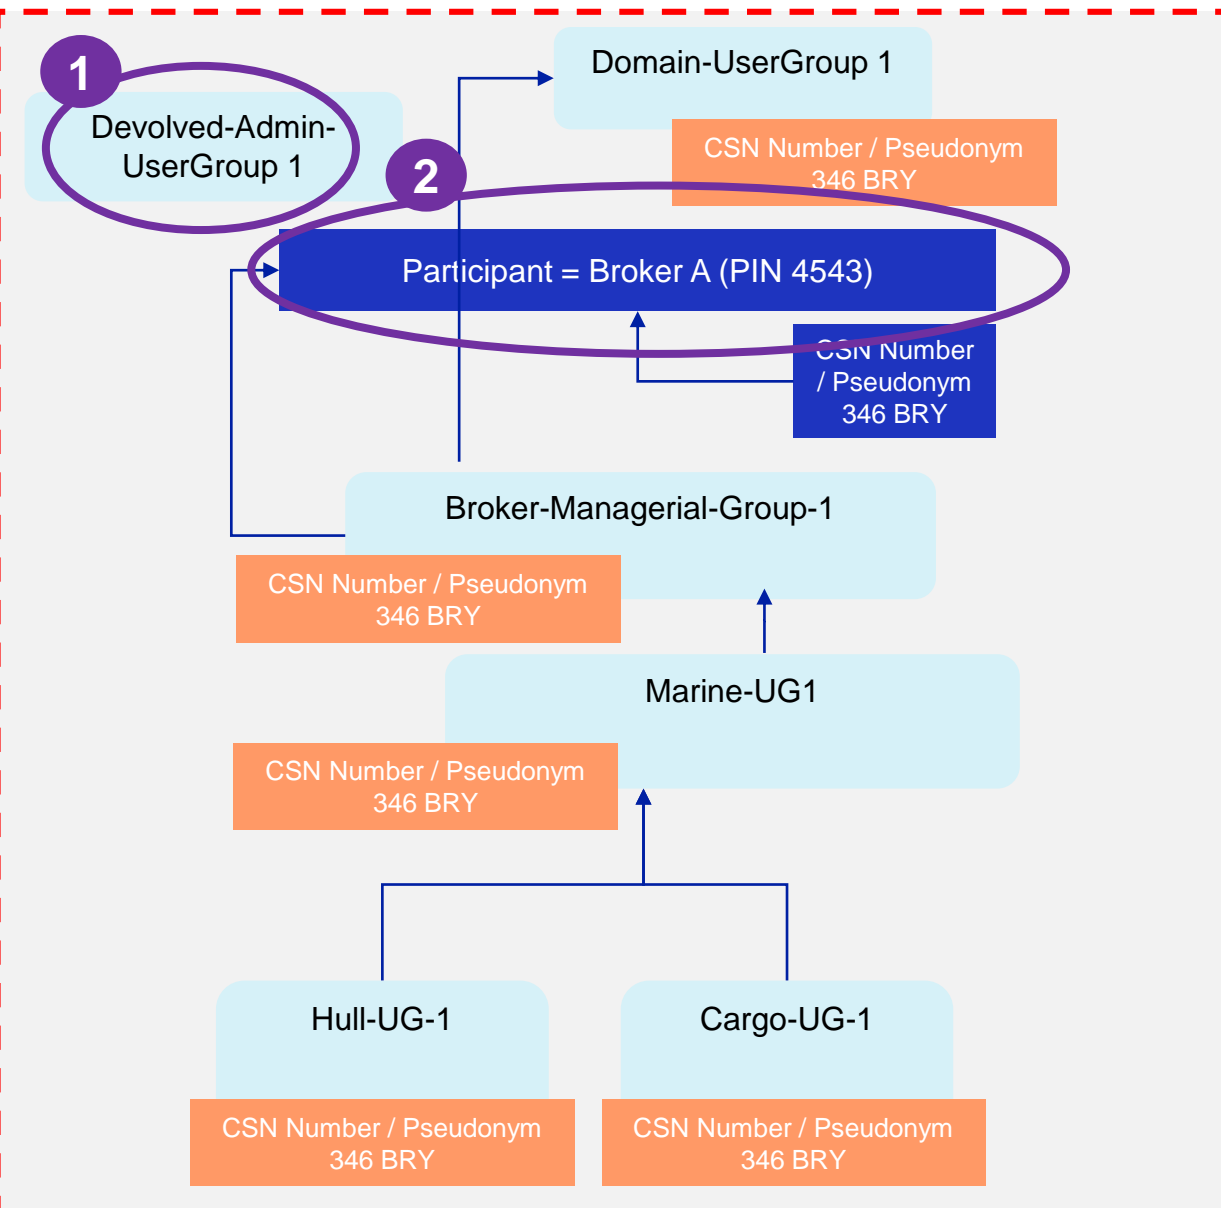 1
Domain-UserGroup 1
Devolved-Admin-
UserGroup 1
CSN Number / Pseudonym
346 BRY
2
Participant = Broker A (PIN 4543)
CSN Number
/ Pseudonym
346 BRY
Broker-Managerial-Group-1
CSN Number / Pseudonym
346 BRY
Marine-UG1
CSN Number / Pseudonym
346 BRY
Hull-UG-1
CSN Number / Pseudonym
346 BRY
Cargo-UG-1
CSN Number / Pseudonym
346 BRY